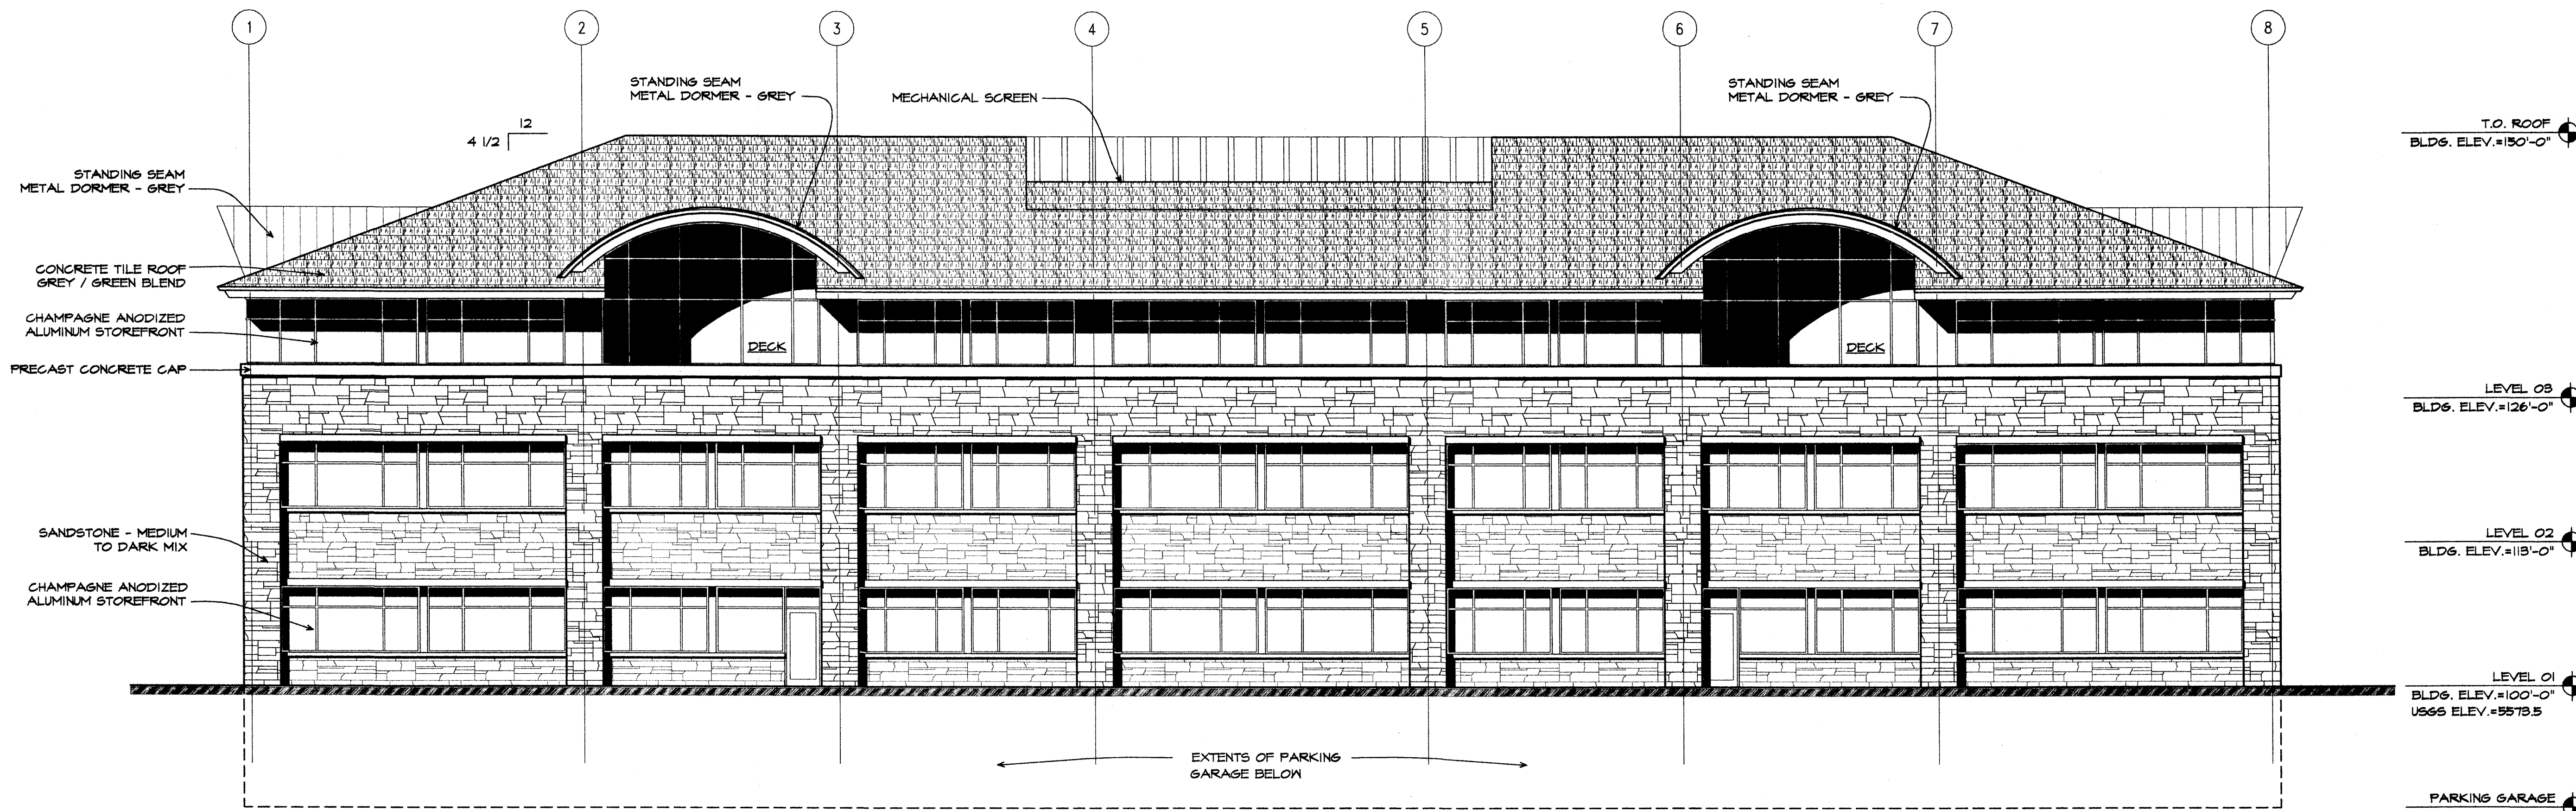 1
2
3
4
5
6
7
8
STANDING SEAM
METAL DORMER - GREY
MECHANICAL SCREEN
STANDING SEAM
METAL DORMER - GREY
12
4 1/2
T.O. ROOF
BLDG. ELEV.=150'-0"
STANDING SEAM
METAL DORMER - GREY
CONCRETE TILE ROOF
GREY / GREEN BLEND
CHAMPAGNE ANODIZED
ALUMINUM STOREFRONT
DECK
DECK
PRECAST CONCRETE CAP
LEVEL 03
BLDG. ELEV.=126'-0"
SANDSTONE - MEDIUM
TO DARK MIX
LEVEL 02
BLDG. ELEV.=113'-0"
CHAMPAGNE ANODIZED
ALUMINUM STOREFRONT
LEVEL 01
BLDG. ELEV.=100'-0"
USGS ELEV.=5573.5
EXTENTS OF PARKING
GARAGE BELOW
PARKING GARAGE